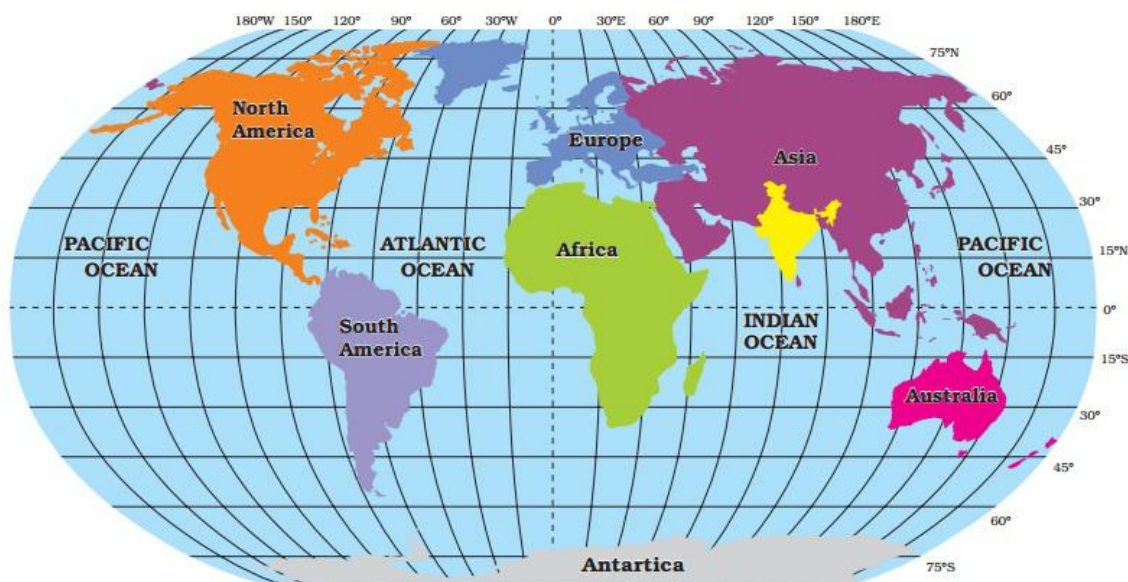 180°W 150° 120° 90° 60° 30°W 0° 30°E 60° 90° 120° 150° 180°E
75°N
60°
North
America
Europe
45°
Asia
30°
PACIFIC
OCEAN
ATLANTIC
OCEAN
Africa
PACIFIC
OCEAN
15°N
0°
INDIAN
OCEAN
South
America
15°S
Australia
30°
45°
60°
Antartica
75°S